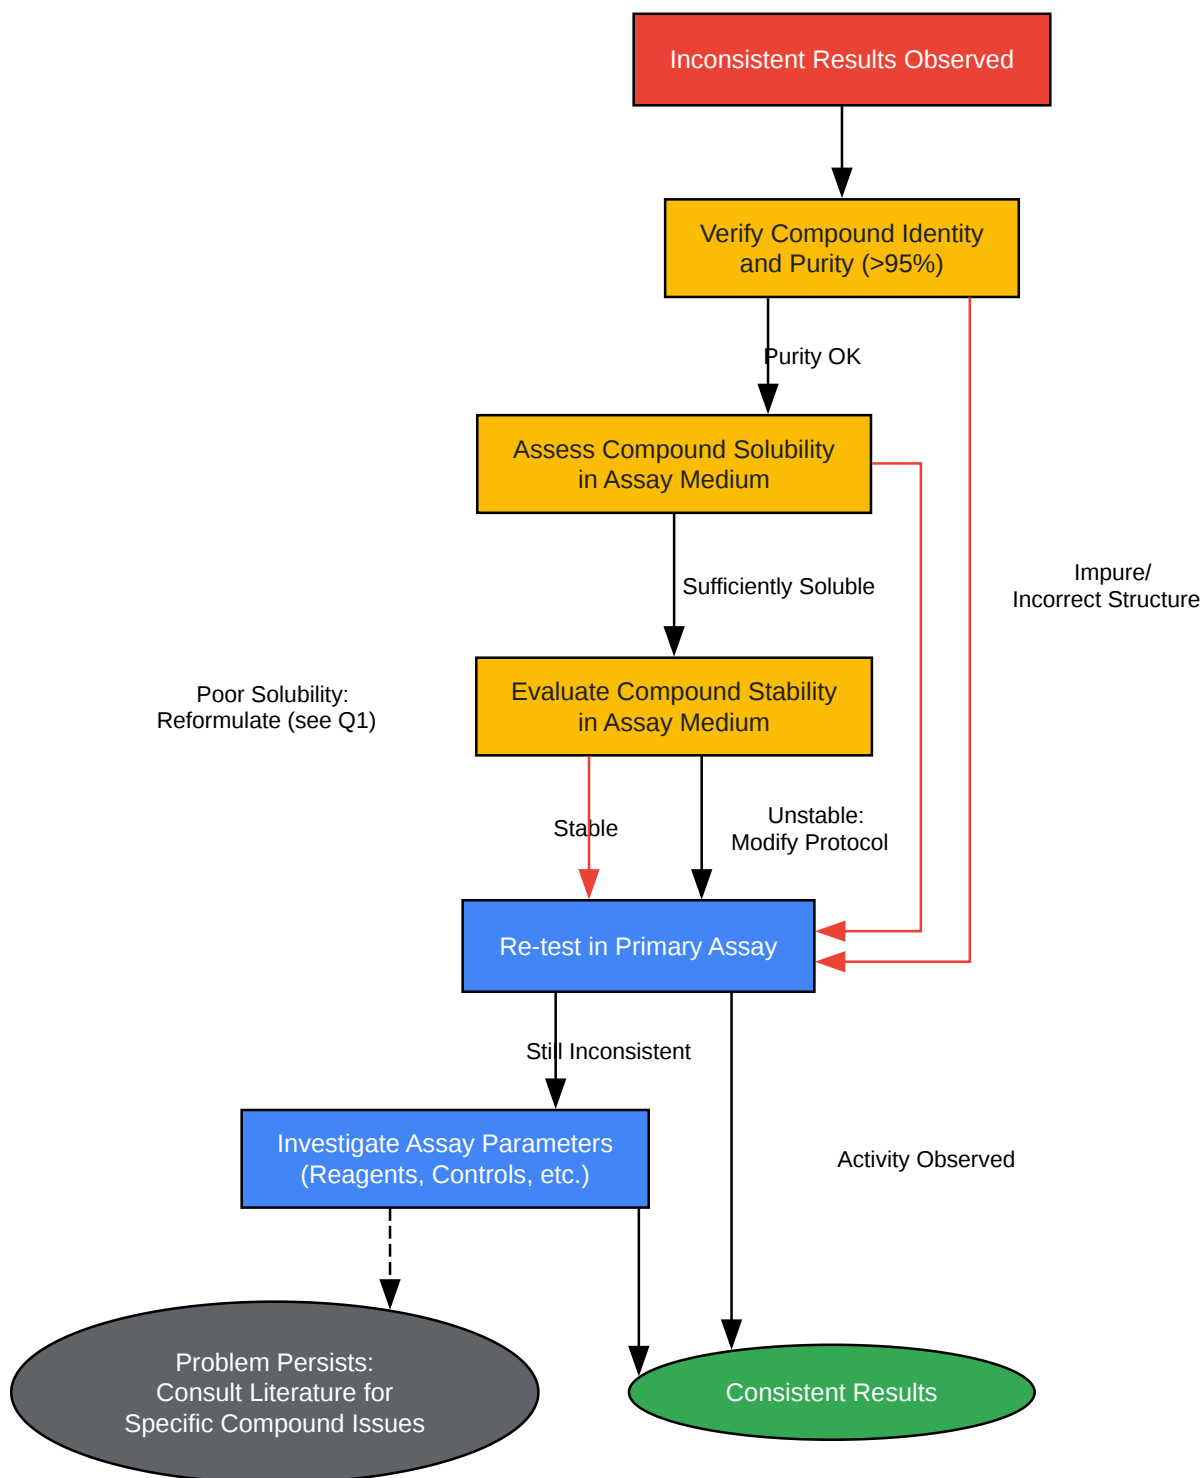 Inconsistent Results Observed
Verify Compound Identity
and Purity (>95%)
Purity OK
Assess Compound Solubility
in Assay Medium
Impure/
Incorrect Structure
Sufficiently Soluble
Poor Solubility:
Reformulate (see Q1)
Evaluate Compound Stability
in Assay Medium
Stable
Unstable:
Modify Protocol
Re-test in Primary Assay
Still Inconsistent
Investigate Assay Parameters
(Reagents, Controls, etc.)
Activity Observed
Problem Persists:
Consult Literature for
Specific Compound Issues
Consistent Results